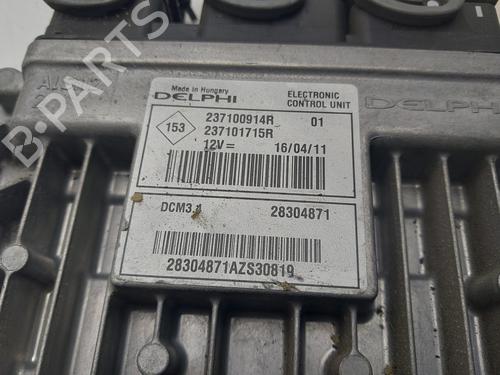 Made in Hungary
DELPHI
ELECTRONIC
CONTROL UNIT
153
237100914R 01
237101715R
12V= 16/04/11
DCM3.4 28304871
28304871AZS30819
DELPHI
B-PARTS